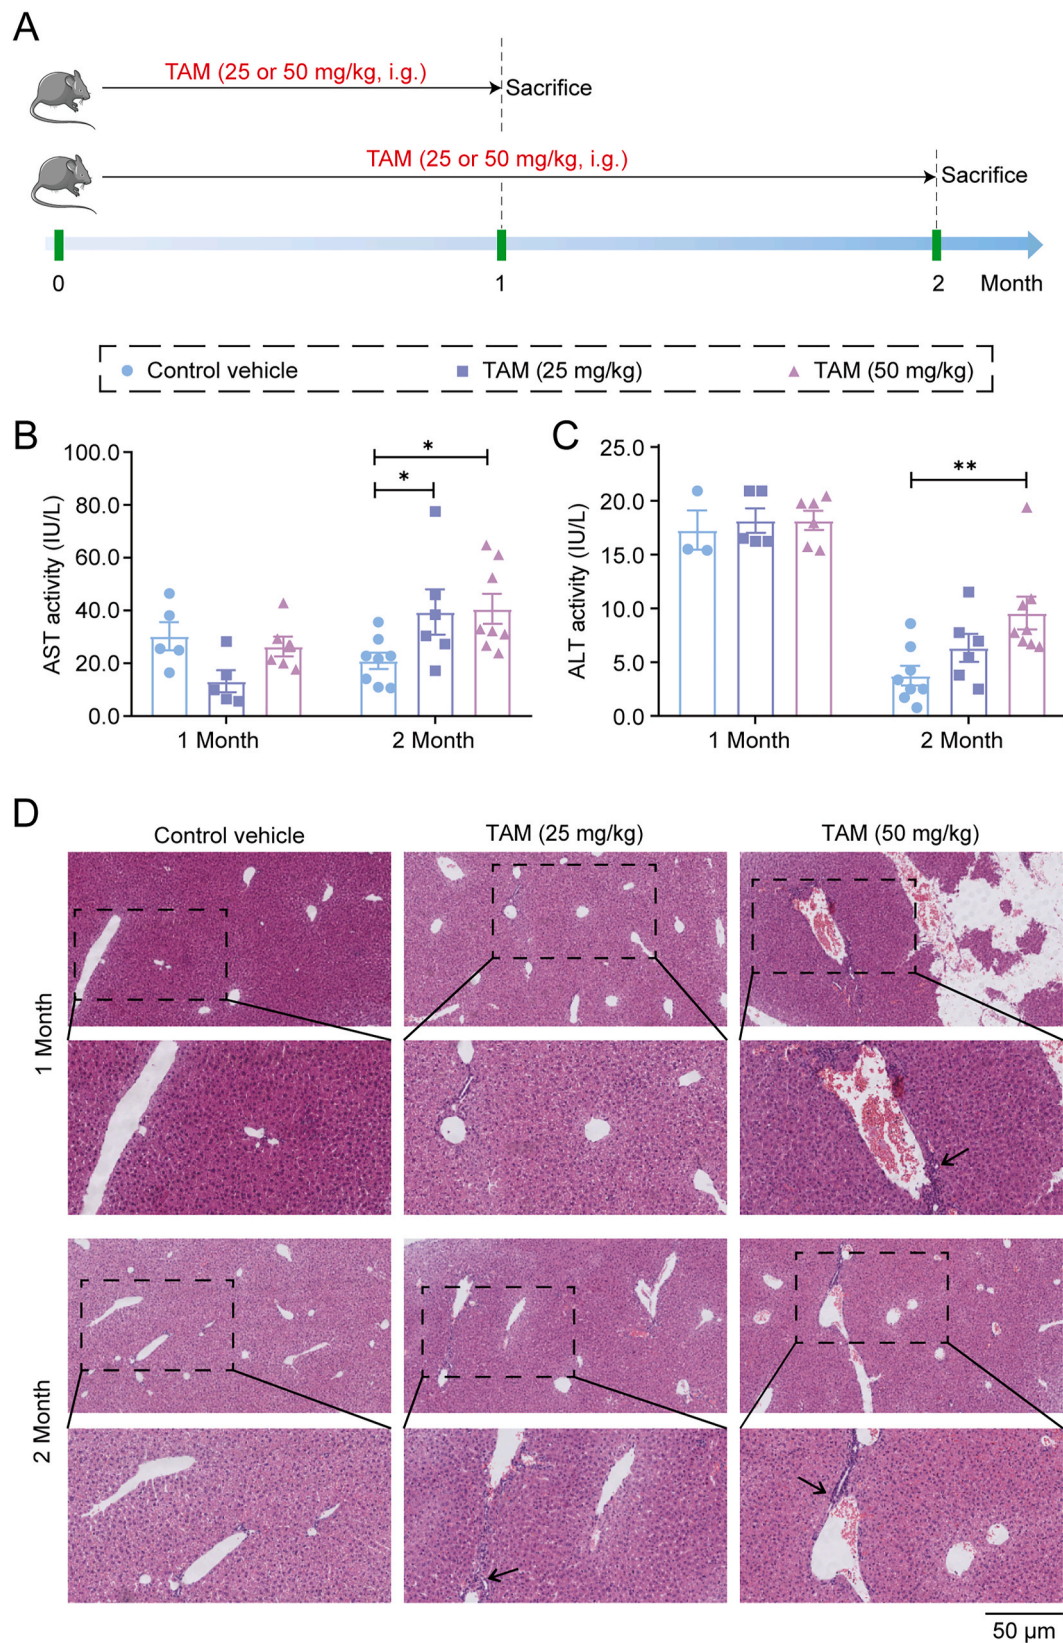 A
TAM (25 or 50 mg/kg, i.g.)
Sacrifice
TAM (25 or 50 mg/kg, i.g.)
Sacrifice
0 1 2 Month
Control vehicle TAM (25 mg/kg) TAM (50 mg/kg)
B
AST activity (IU/L)
100.0
80.0
60.0
40.0
20.0
0.0
*
*
1 Month 2 Month
C
ALT activity (IU/L)
25.0
20.0
15.0
10.0
5.0
0.0
**
1 Month 2 Month
D
Control vehicle TAM (25 mg/kg) TAM (50 mg/kg)
1 Month
2 Month
50 μm